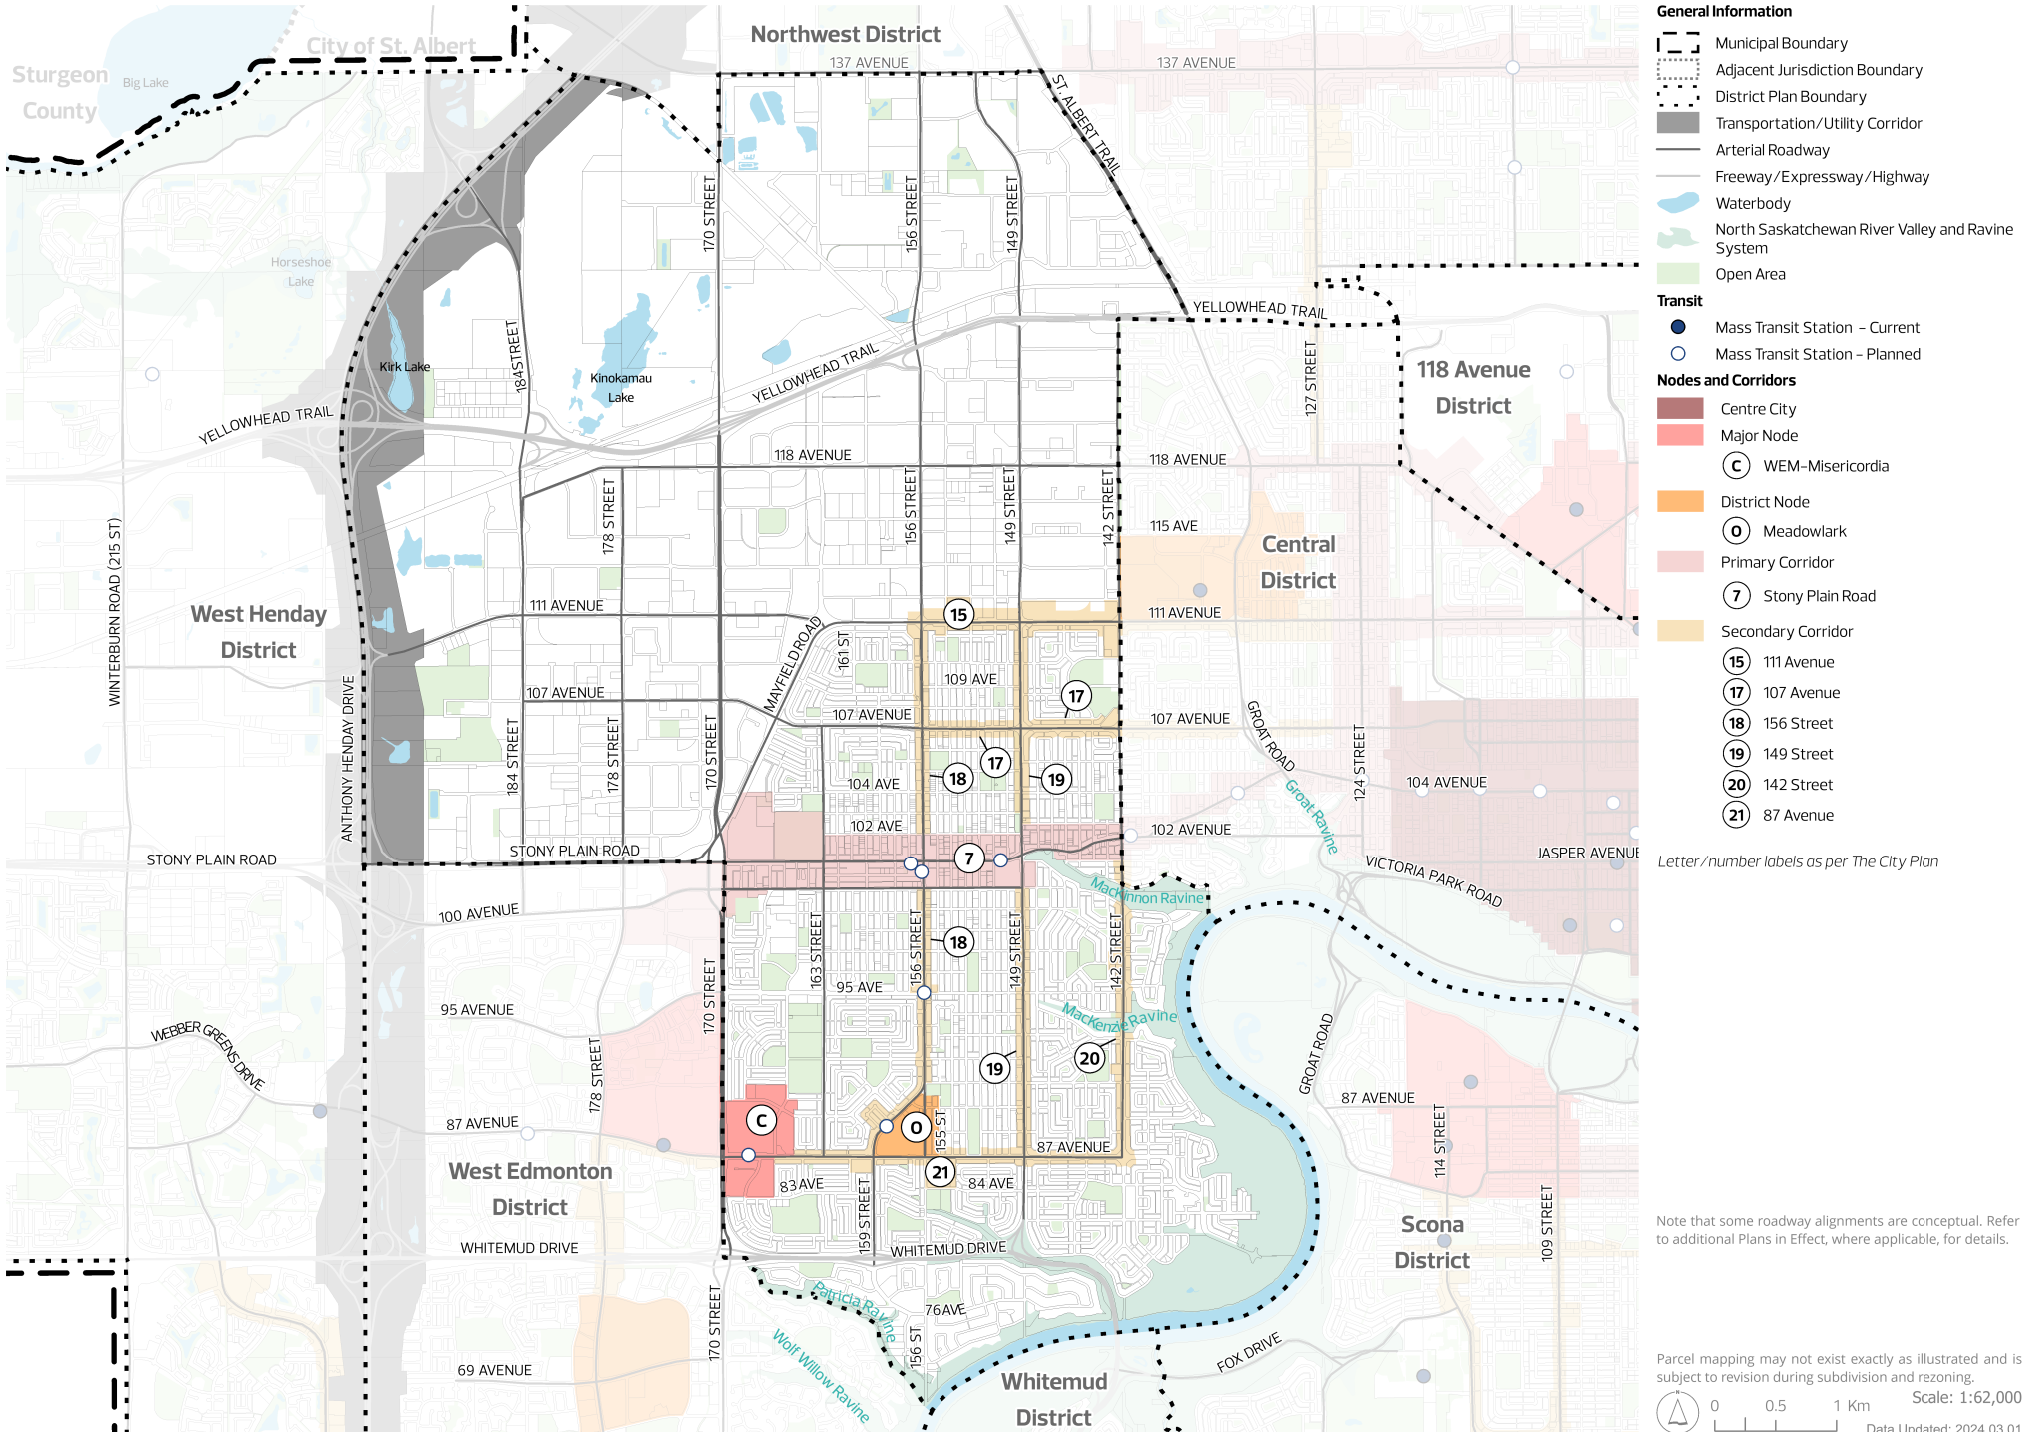 Northwest District
City of St. Albert
Sturgeon
County
Big Lake
137 AVENUE
137 AVENUE
ST. ALBERT TRAIL
170 STREET
156 STREET
149 STREET
Horseshoe
Lake
YELLOWHEAD TRAIL
Kirk Lake
184STREET
Kinokamau
Lake
YELLOWHEAD TRAIL
YELLOWHEAD TRAIL
127 STREET
118 Avenue
District
118 AVENUE
118 AVENUE
178 STREET
156 STREET
149 STREET
142 STREET
115 AVE
Central
District
WINTERBURN ROAD (215 ST)
West Henday
District
111 AVENUE
15
111 AVENUE
MAYFIELD ROAD
161 ST
109 AVE
17
107 AVENUE
107 AVENUE
107 AVENUE
GROAT ROAD
124 STREET
ANTHONY HENDAY DRIVE
184 STREET
178 STREET
170 STREET
17
18
19
104 AVE
104 AVENUE
Groat Ravine
102 AVE
102 AVENUE
STONY PLAIN ROAD
STONY PLAIN ROAD
7
JASPER AVENUE
VICTORIA PARK ROAD
MacKinnon Ravine
100 AVENUE
163 STREET
156 STREET
18
149 STREET
142 STREET
170 STREET
95 AVE
95 AVENUE
MacKenzie Ravine
WEBBER GREENS DRIVE
178 STREET
19
20
GROAT ROAD
87 AVENUE
C
O
155 ST
87 AVENUE
87 AVENUE
114 STREET
West Edmonton
District
21
83 AVE
84 AVE
159 STREET
109 STREET
Scona
District
WHITEMUD DRIVE
WHITEMUD DRIVE
Patricia Ravine
76AVE
170 STREET
Wolf Willow Ravine
156 ST
FOX DRIVE
69 AVENUE
Whitemud
District
General Information
Municipal Boundary
Adjacent Jurisdiction Boundary
District Plan Boundary
Transportation/Utility Corridor
Arterial Roadway
Freeway/Expressway/Highway
Waterbody
North Saskatchewan River Valley and Ravine
System
Open Area
Transit
Mass Transit Station - Current
Mass Transit Station - Planned
Nodes and Corridors
Centre City
Major Node
C WEM-Misericordia
District Node
O Meadowlark
Primary Corridor
7 Stony Plain Road
Secondary Corridor
15 111 Avenue
17 107 Avenue
18 156 Street
19 149 Street
20 142 Street
21 87 Avenue
Letter/number labels as per The City Plan
Note that some roadway alignments are conceptual. Refer
to additional Plans in Effect, where applicable, for details.
Parcel mapping may not exist exactly as illustrated and is
subject to revision during subdivision and rezoning.
Scale: 1:62,000
N
0 0.5 1 Km
Data Updated: 2024.03.01